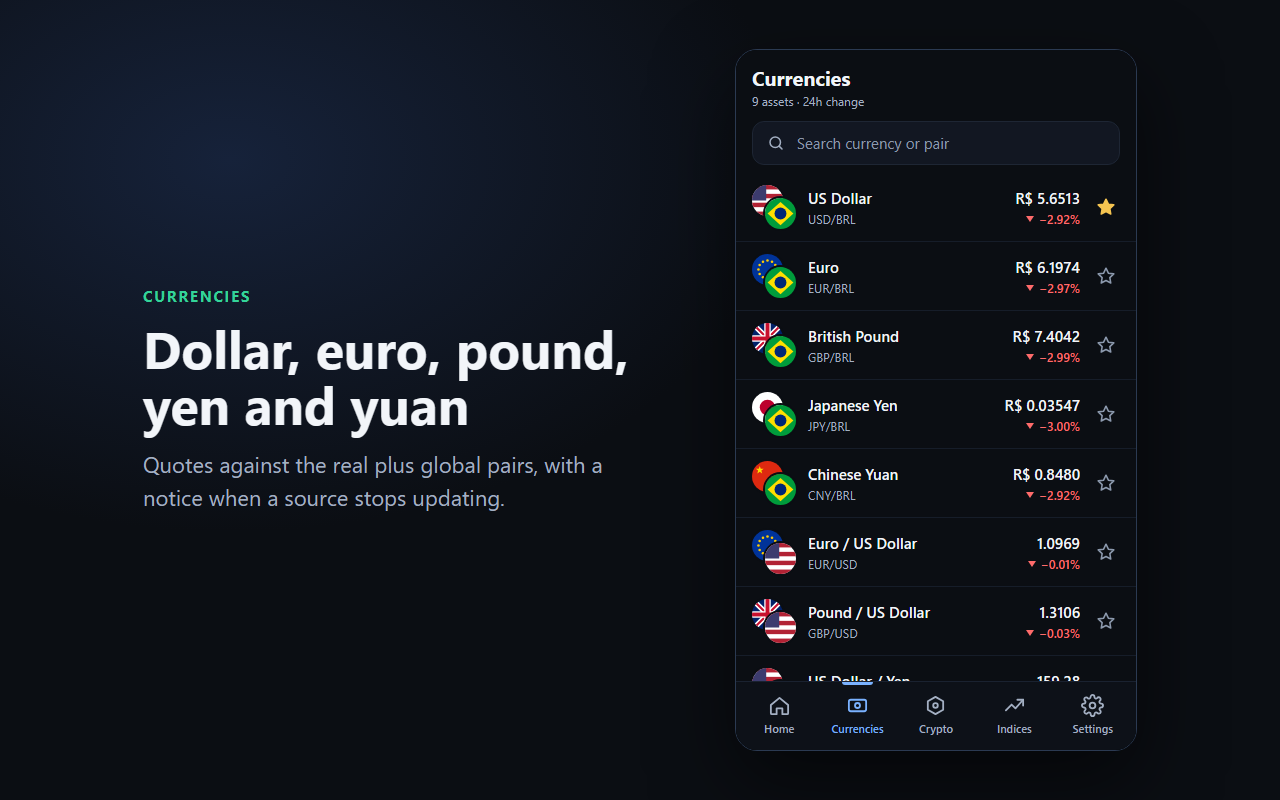 CURRENCIES
Dollar, euro, pound,
yen and yuan
Quotes against the real plus global pairs, with a
notice when a source stops updating.
Currencies
9 assets · 24h change
Search currency or pair
US Dollar
R$ 5.6513
USD/BRL
▼ −2.92%
Euro
R$ 6.1974
EUR/BRL
▼ −2.97%
British Pound
R$ 7.4042
GBP/BRL
▼ −2.99%
Japanese Yen
R$ 0.03547
JPY/BRL
▼ −3.00%
Chinese Yuan
R$ 0.8480
CNY/BRL
▼ −2.92%
Euro / US Dollar
1.0969
EUR/USD
▼ −0.01%
Pound / US Dollar
1.3106
GBP/USD
▼ −0.03%
US Dollar / Yen
Home
Currencies
Crypto
Indices
Settings